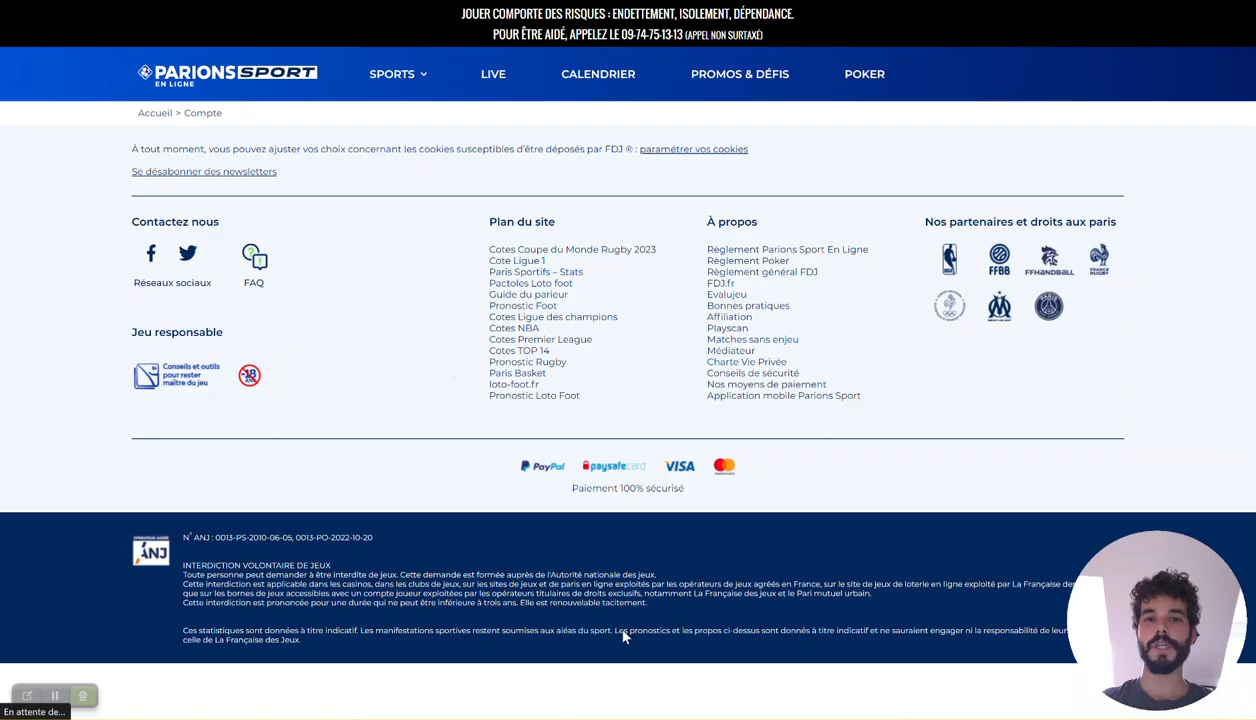 JOUER COMPORTE DES RISQUES : ENDETTEMENT, ISOLEMENT, DÉPENDANCE.
POUR ÊTRE AIDÉ, APPELEZ LE 09-74-75-13-13 (APPEL NON SURTAXÉ)
PARIONS SPORT
EN LIGNE
SPORTS
LIVE
CALENDRIER
PROMOS & DÉFIS
POKER
Accueil > Compte
À tout moment, vous pouvez ajuster vos choix concernant les cookies susceptibles d'être déposés par FDJ ® : paramétrer vos cookies
Se désabonner des newsletters
Contactez nous
Réseaux sociaux
FAQ
Jeu responsable
Conseils et outils
pour rester
maître du jeu
-18
ANS
Plan du site
Cotes Coupe du Monde Rugby 2023
Cote Ligue 1
Paris Sportifs – Stats
Pactoles Loto foot
Guide du parieur
Pronostic Foot
Cotes Ligue des champions
Cotes NBA
Cotes Premier League
Cotes TOP 14
Pronostic Rugby
Paris Basket
loto-foot.fr
Pronostic Loto Foot
À propos
Règlement Parions Sport En Ligne
Règlement Poker
Règlement général FDJ
FDJ.fr
Evalujeu
Bonnes pratiques
Affiliation
Playscan
Matches sans enjeu
Médiateur
Charte Vie Privée
Conseils de sécurité
Nos moyens de paiement
Application mobile Parions Sport
Nos partenaires et droits aux paris
FFBB
FFHANDBALL
FRANCE
RUGBY
PayPal
paysafecard
VISA
mastercard
Paiement 100% sécurisé
OPÉRATEUR AGRÉÉ
ANJ
N° ANJ : 0013-PS-2010-06-05, 0013-PO-2022-10-20
INTERDICTION VOLONTAIRE DE JEUX
Toute personne peut demander à être interdite de jeux. Cette demande est formée auprès de l'Autorité nationale des jeux.
Cette interdiction est applicable dans les casinos, dans les clubs de jeux, sur les sites de jeux et de paris en ligne exploités par les opérateurs de jeux agréés en France, sur le site de jeux de loterie en ligne exploité par La Française des
que sur les bornes de jeux accessibles avec un compte joueur exploitées par les opérateurs titulaires de droits exclusifs, notamment La Française des jeux et le Pari mutuel urbain.
Cette interdiction est prononcée pour une durée qui ne peut être inférieure à trois ans. Elle est renouvelable tacitement.
Ces statistiques sont données à titre indicatif. Les manifestations sportives restent soumises aux aléas du sport. Les pronostics et les propos ci-dessus sont donnés à titre indicatif et ne sauraient engager ni la responsabilité de leur
celle de La Française des Jeux.
En attente de...